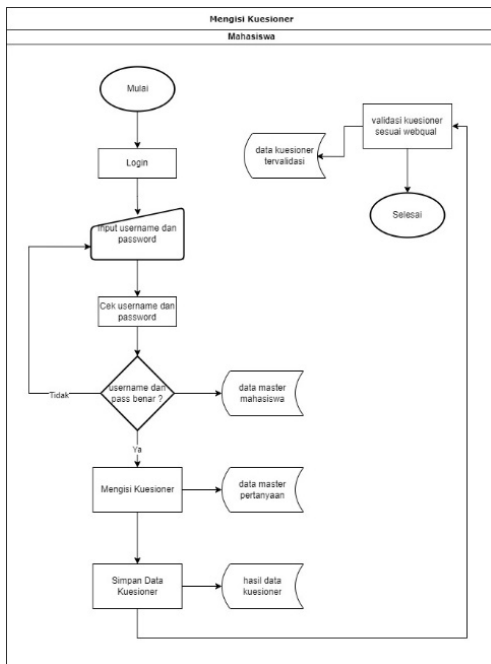 Mengisi Kuesioner
Mahasiswa
Mulai
Login
Input username dan
password
Cek username dan
password
username dan
pass benar ?
Tidak
Ya
data master
mahasiswa
Mengisi Kuesioner
data master
pertanyaan
Simpan Data
Kuesioner
hasil data
kuesioner
validasi kuesioner
sesuai webqual
data kuesioner
tervalidasi
Selesai